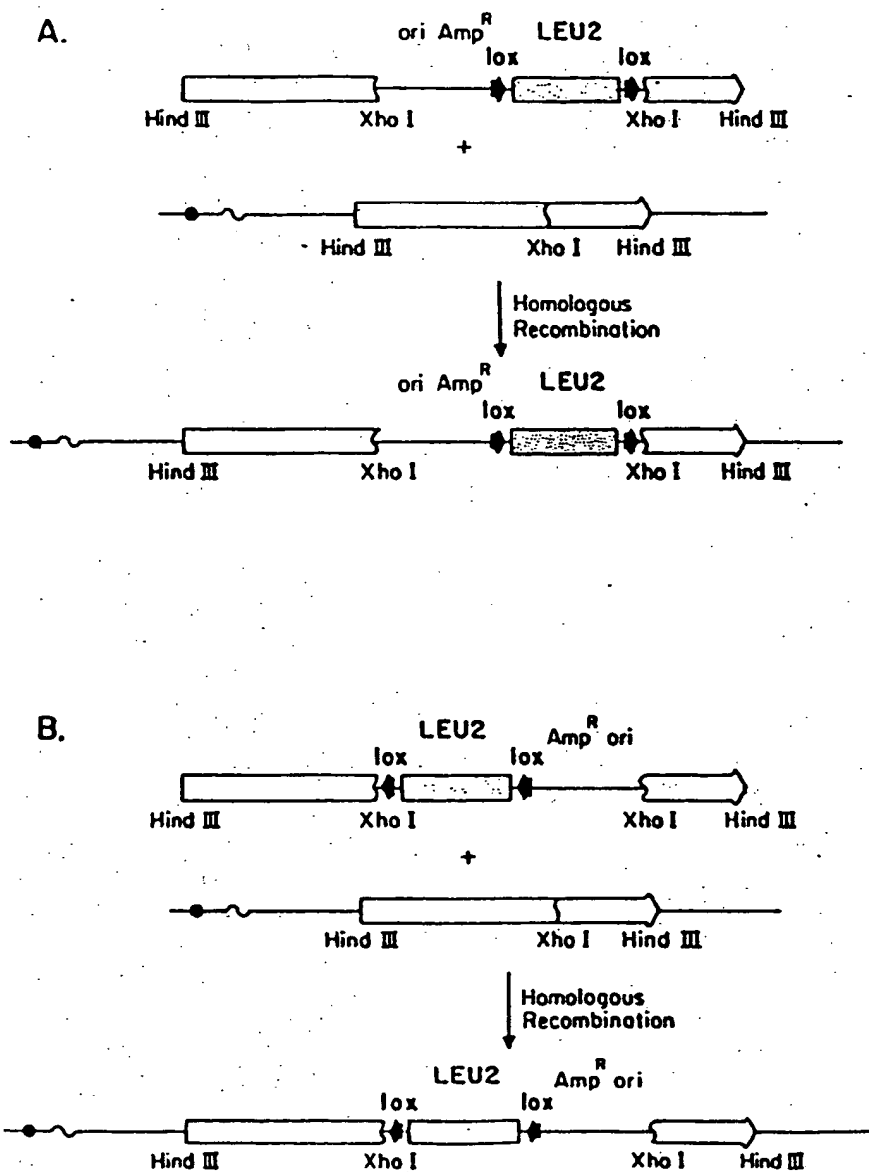 A.
ori Amp^R LEU2
lox lox
Hind III Xho I Xho I Hind III
+
Hind III Xho I Hind III
Homologous
Recombination
ori Amp^R LEU2
lox lox
Hind III Xho I Xho I Hind III
B.
LEU2 Amp^R ori
lox lox
Hind III Xho I Xho I Hind III
+
Hind III Xho I Hind III
Homologous
Recombination
LEU2 Amp^R ori
lox lox
Hind III Xho I Xho I Hind III